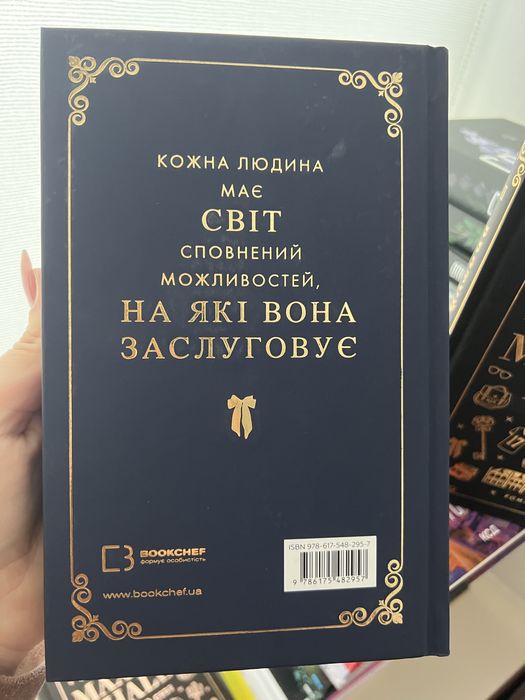 КОЖНА ЛЮДИНА
МАЄ
СВІТ
СПОВНЕНИЙ
МОЖЛИВОСТЕЙ,
НА ЯКІ ВОНА
ЗАСЛУГОВУЄ
BOOKCHEF
формує особистість
www.bookchef.ua
ISBN 978-617-548-295-7
9 786175 482957
17